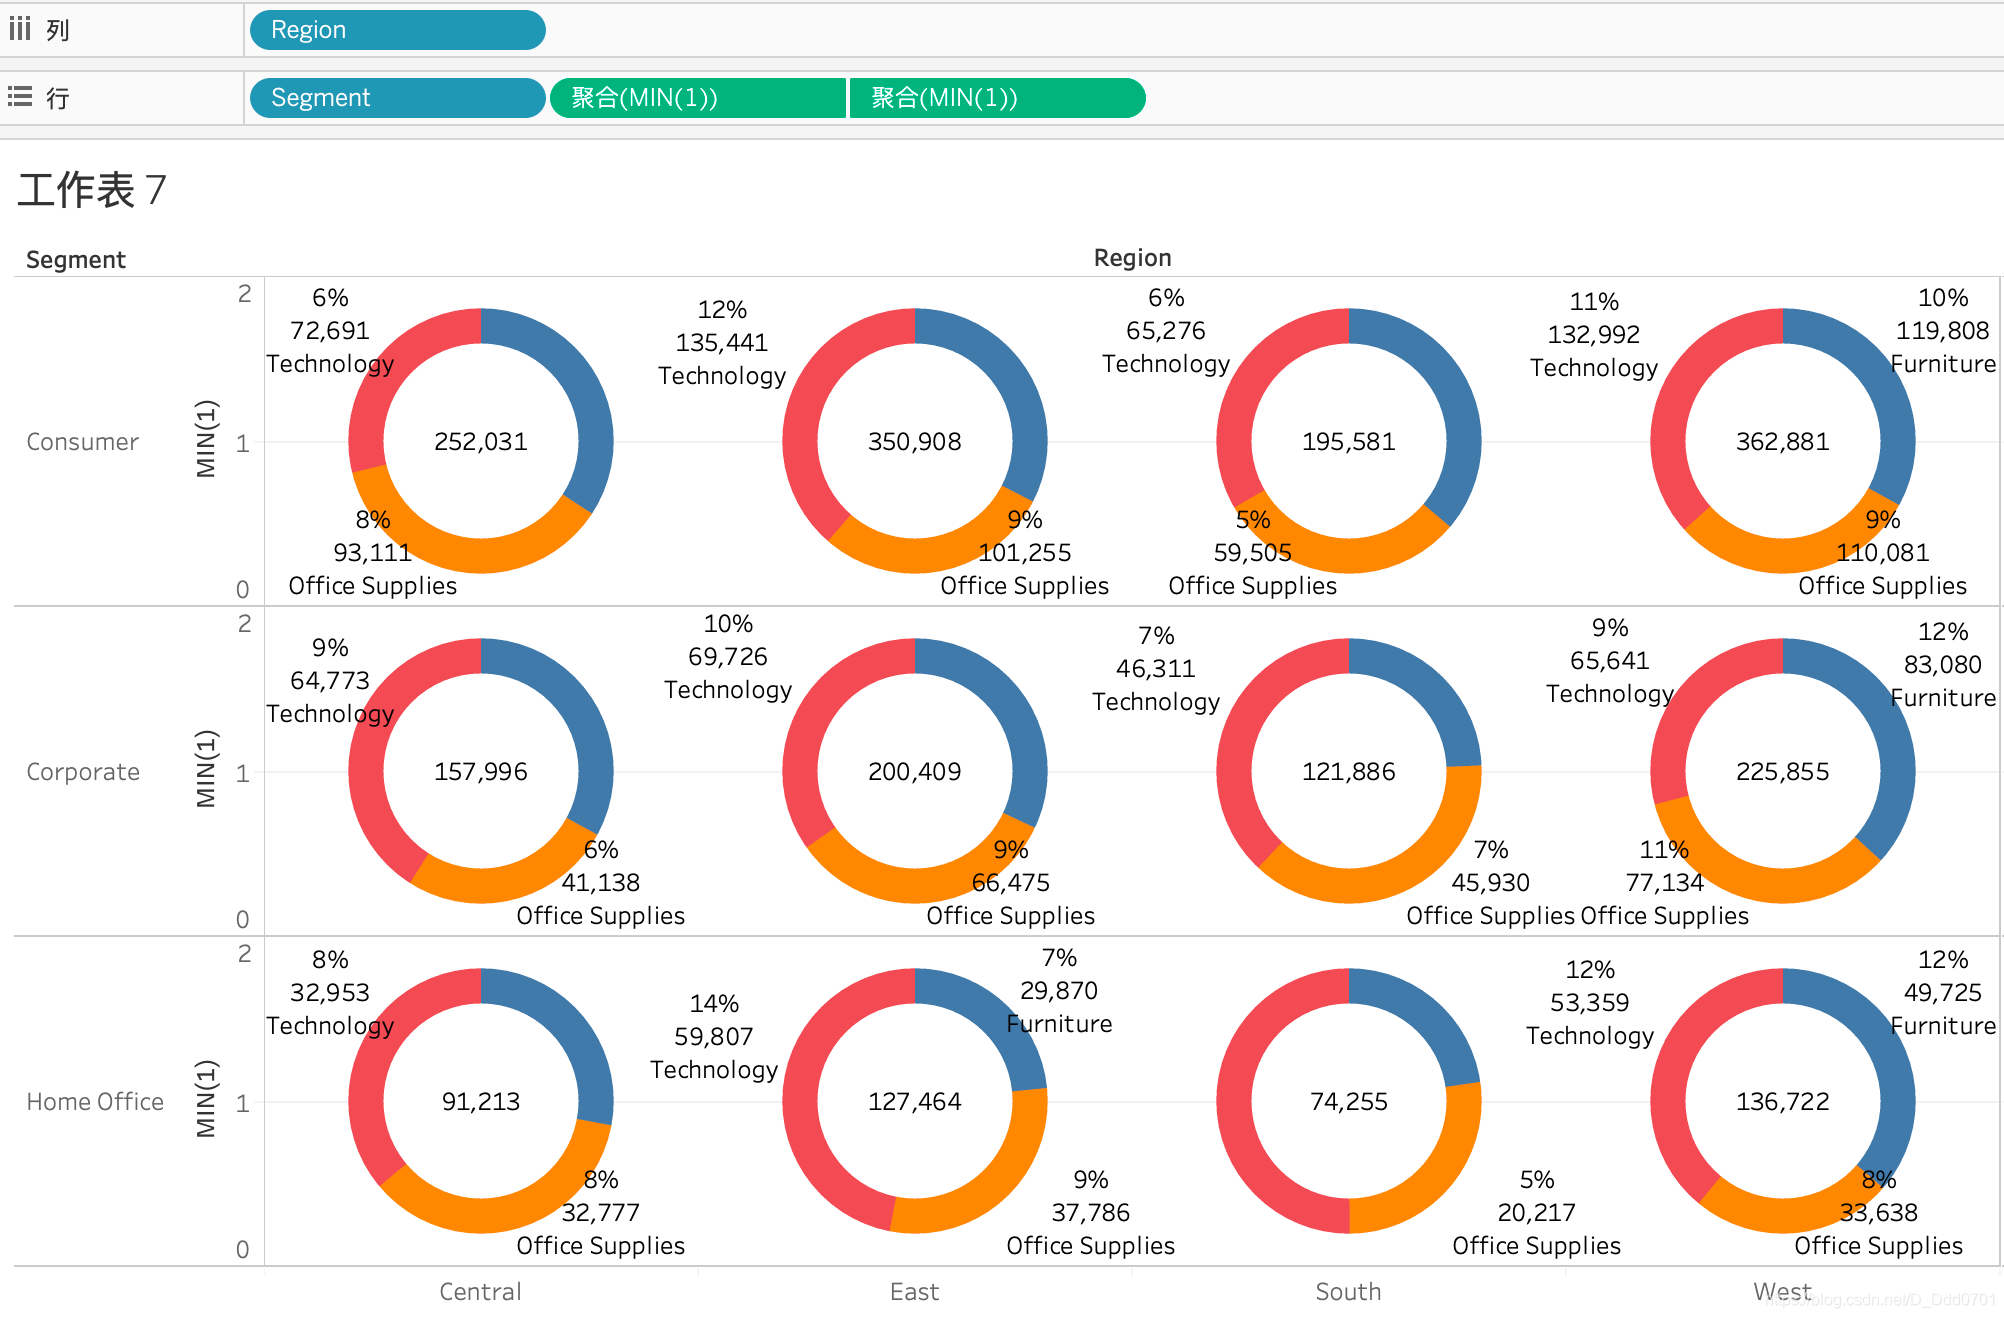 列
Region
行
Segment
聚合(MIN(1))
聚合(MIN(1))
工作表 7
Segment
Region
Consumer
MIN(1)
2
1
0
6%
72,691
Technology
252,031
8%
93,111
Office Supplies
12%
135,441
Technology
350,908
9%
101,255
Office Supplies
6%
65,276
Technology
195,581
5%
59,505
Office Supplies
11%
132,992
Technology
10%
119,808
Furniture
362,881
9%
110,081
Office Supplies
Corporate
MIN(1)
2
1
0
9%
64,773
Technology
157,996
6%
41,138
Office Supplies
10%
69,726
Technology
200,409
9%
66,475
Office Supplies
7%
46,311
Technology
121,886
7%
45,930
Office Supplies
9%
65,641
Technology
12%
83,080
Furniture
225,855
11%
77,134
Office Supplies
Home Office
MIN(1)
2
1
0
8%
32,953
Technology
91,213
8%
32,777
Office Supplies
14%
59,807
Technology
7%
29,870
Furniture
127,464
9%
37,786
Office Supplies
74,255
5%
20,217
Office Supplies
12%
53,359
Technology
12%
49,725
Furniture
136,722
8%
33,638
Office Supplies
Central
East
South
West
https://blog.csdn.net/D_Ddd0701